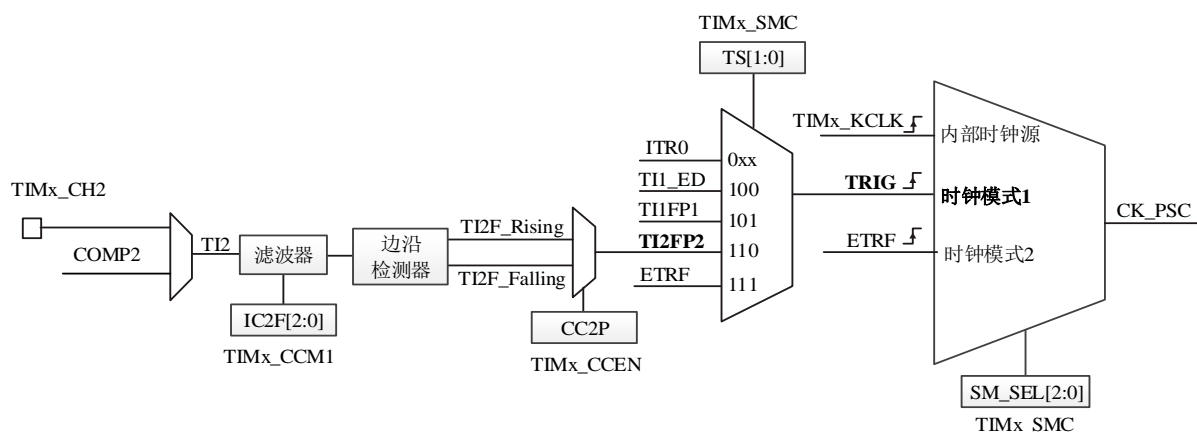 TIMx_SMC
TS[1:0]
TIMx_KCLK
内部时钟源
ITR0
0xx
TI1_ED
100
TRIG
时钟模式1
TIMx_CH2
TI1FP1
101
CK_PSC
TI2F_Rising
TI2FP2
110
ETRF
时钟模式2
COMP2
TI2
滤波器
边沿
检测器
TI2F_Falling
ETRF
111
IC2F[2:0]
CC2P
TIMx_CCM1
TIMx_CCEN
SM_SEL[2:0]
TIMx_SMC